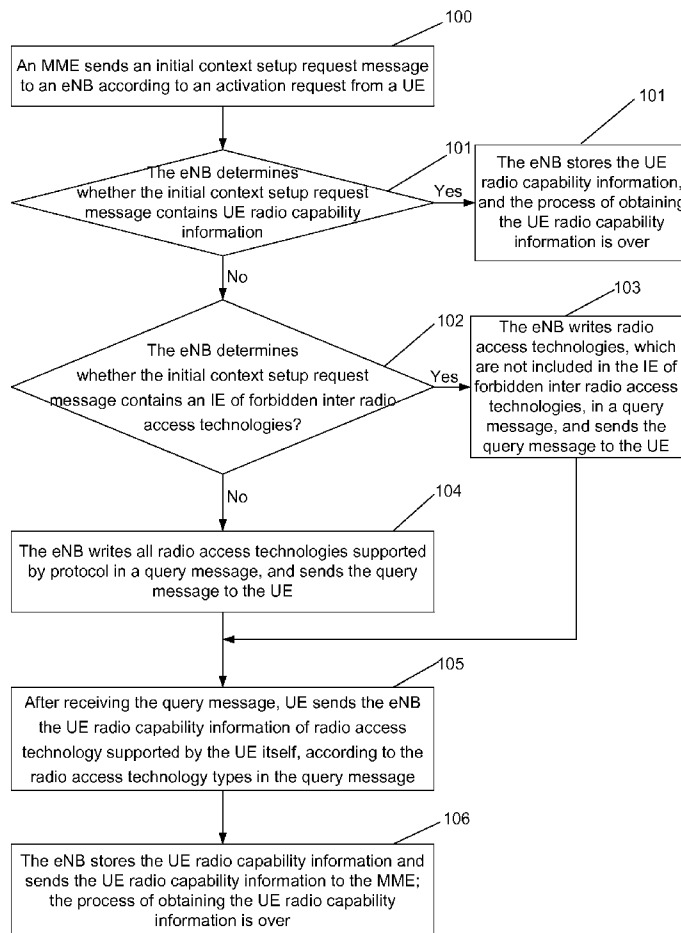 100
An MME sends an initial context setup request message
to an eNB according to an activation request from a UE
101
The eNB determines
whether the initial context setup request
message contains UE radio capability
information
Yes
101
The eNB stores the UE
radio capability information,
and the process of obtaining
the UE radio capability
information is over
No
102
The eNB determines
whether the initial context setup request
message contains an IE of forbidden inter radio
access technologies?
Yes
103
The eNB writes radio
access technologies, which
are not included in the IE of
forbidden inter radio access
technologies, in a query
message, and sends the
query message to the UE
No
104
The eNB writes all radio access technologies supported
by protocol in a query message, and sends the query
message to the UE
105
After receiving the query message, UE sends the eNB
the UE radio capability information of radio access
technology supported by the UE itself, according to the
radio access technology types in the query message
106
The eNB stores the UE radio capability information and
sends the UE radio capability information to the MME;
the process of obtaining the UE radio capability
information is over